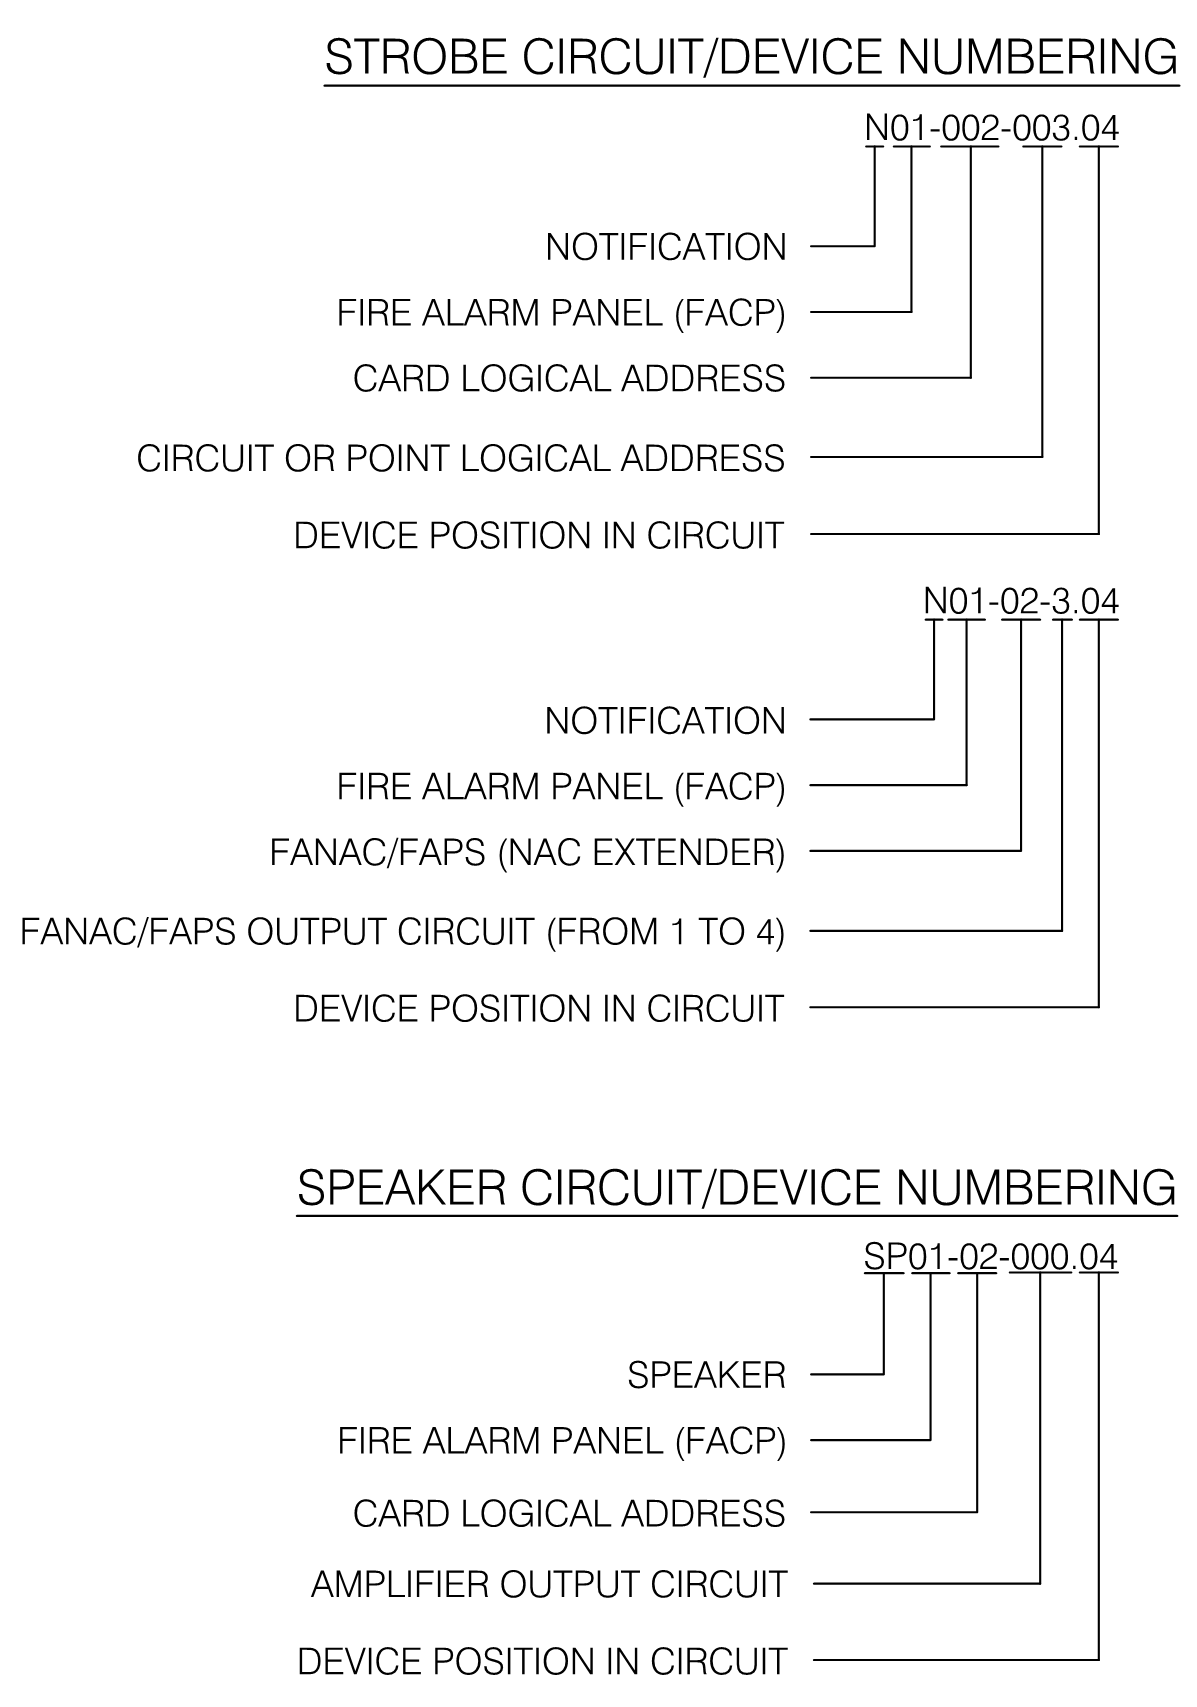 STROBE CIRCUIT/DEVICE NUMBERING
N01-002-003.04
NOTIFICATION
FIRE ALARM PANEL (FACP)
CARD LOGICAL ADDRESS
CIRCUIT OR POINT LOGICAL ADDRESS
DEVICE POSITION IN CIRCUIT
N01-02-3.04
NOTIFICATION
FIRE ALARM PANEL (FACP)
FANAC/FAPS (NAC EXTENDER)
FANAC/FAPS OUTPUT CIRCUIT (FROM 1 TO 4)
DEVICE POSITION IN CIRCUIT
SPEAKER CIRCUIT/DEVICE NUMBERING
SP01-02-000.04
SPEAKER
FIRE ALARM PANEL (FACP)
CARD LOGICAL ADDRESS
AMPLIFIER OUTPUT CIRCUIT
DEVICE POSITION IN CIRCUIT